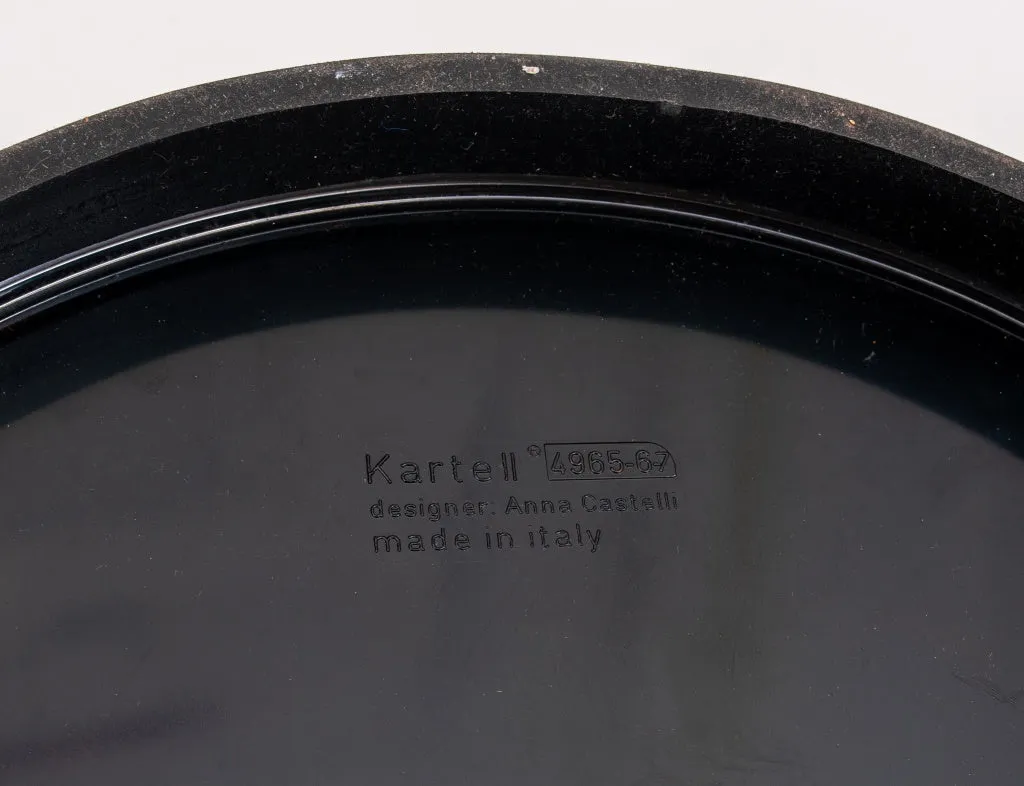 Kartell® 4965-67
designer: Anna Castelli
made in italy